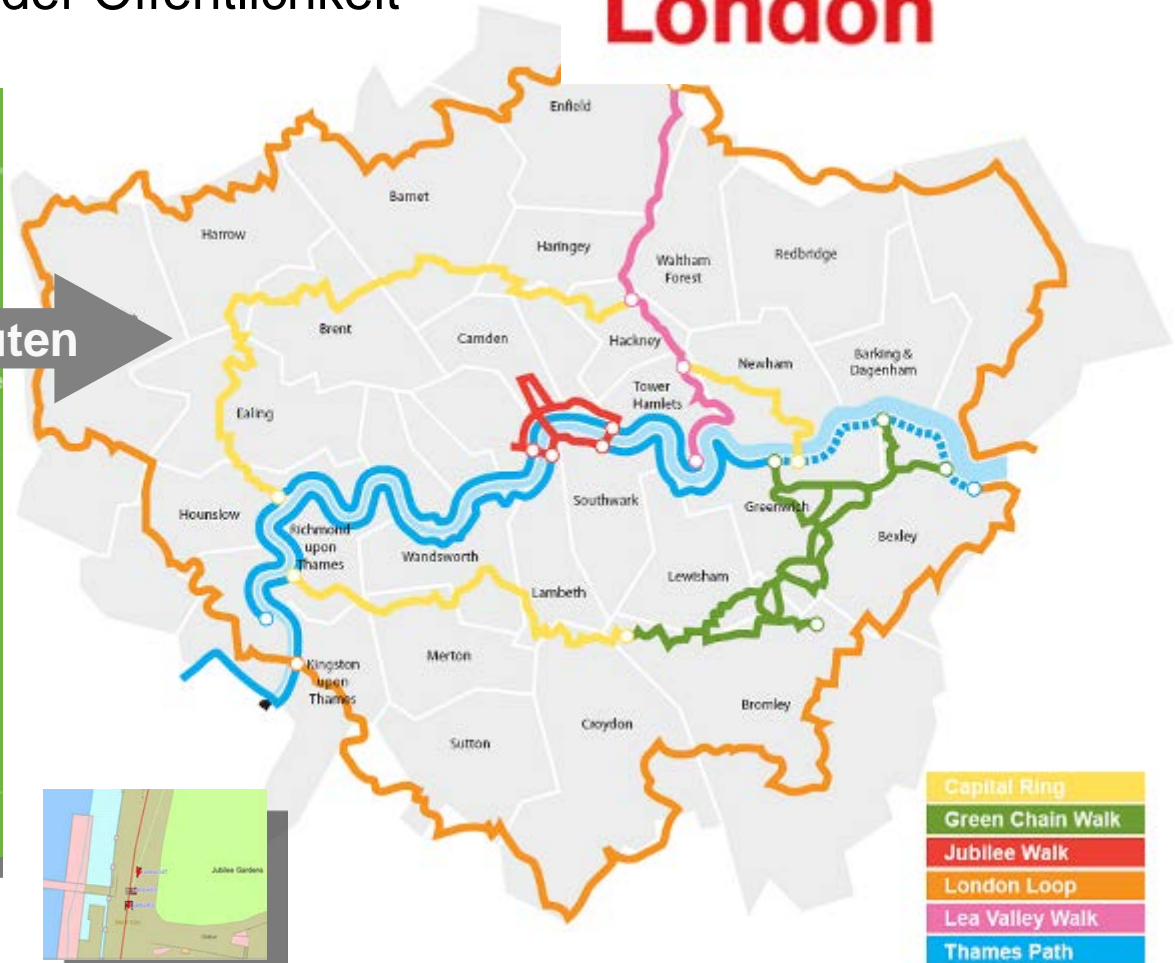 der Öffentlichkeit
London
Enfield
Barnet
Harrow
Haringey
Waltham
Forest
Redbridge
uten
Brent
Camden
Hackney
Newham
Barking &
Dagenham
Tower
Hamlets
Ealing
Southwark
Greenwich
Hounslow
Richmond
upon
Thames
Wandsworth
Bexley
Lewisham
Lambeth
Merton
Kingston
upon
Thames
Bromley
Croydon
Sutton
Jubilee Gardens
Capital Ring
Green Chain Walk
Jubilee Walk
London Loop
Lea Valley Walk
Thames Path